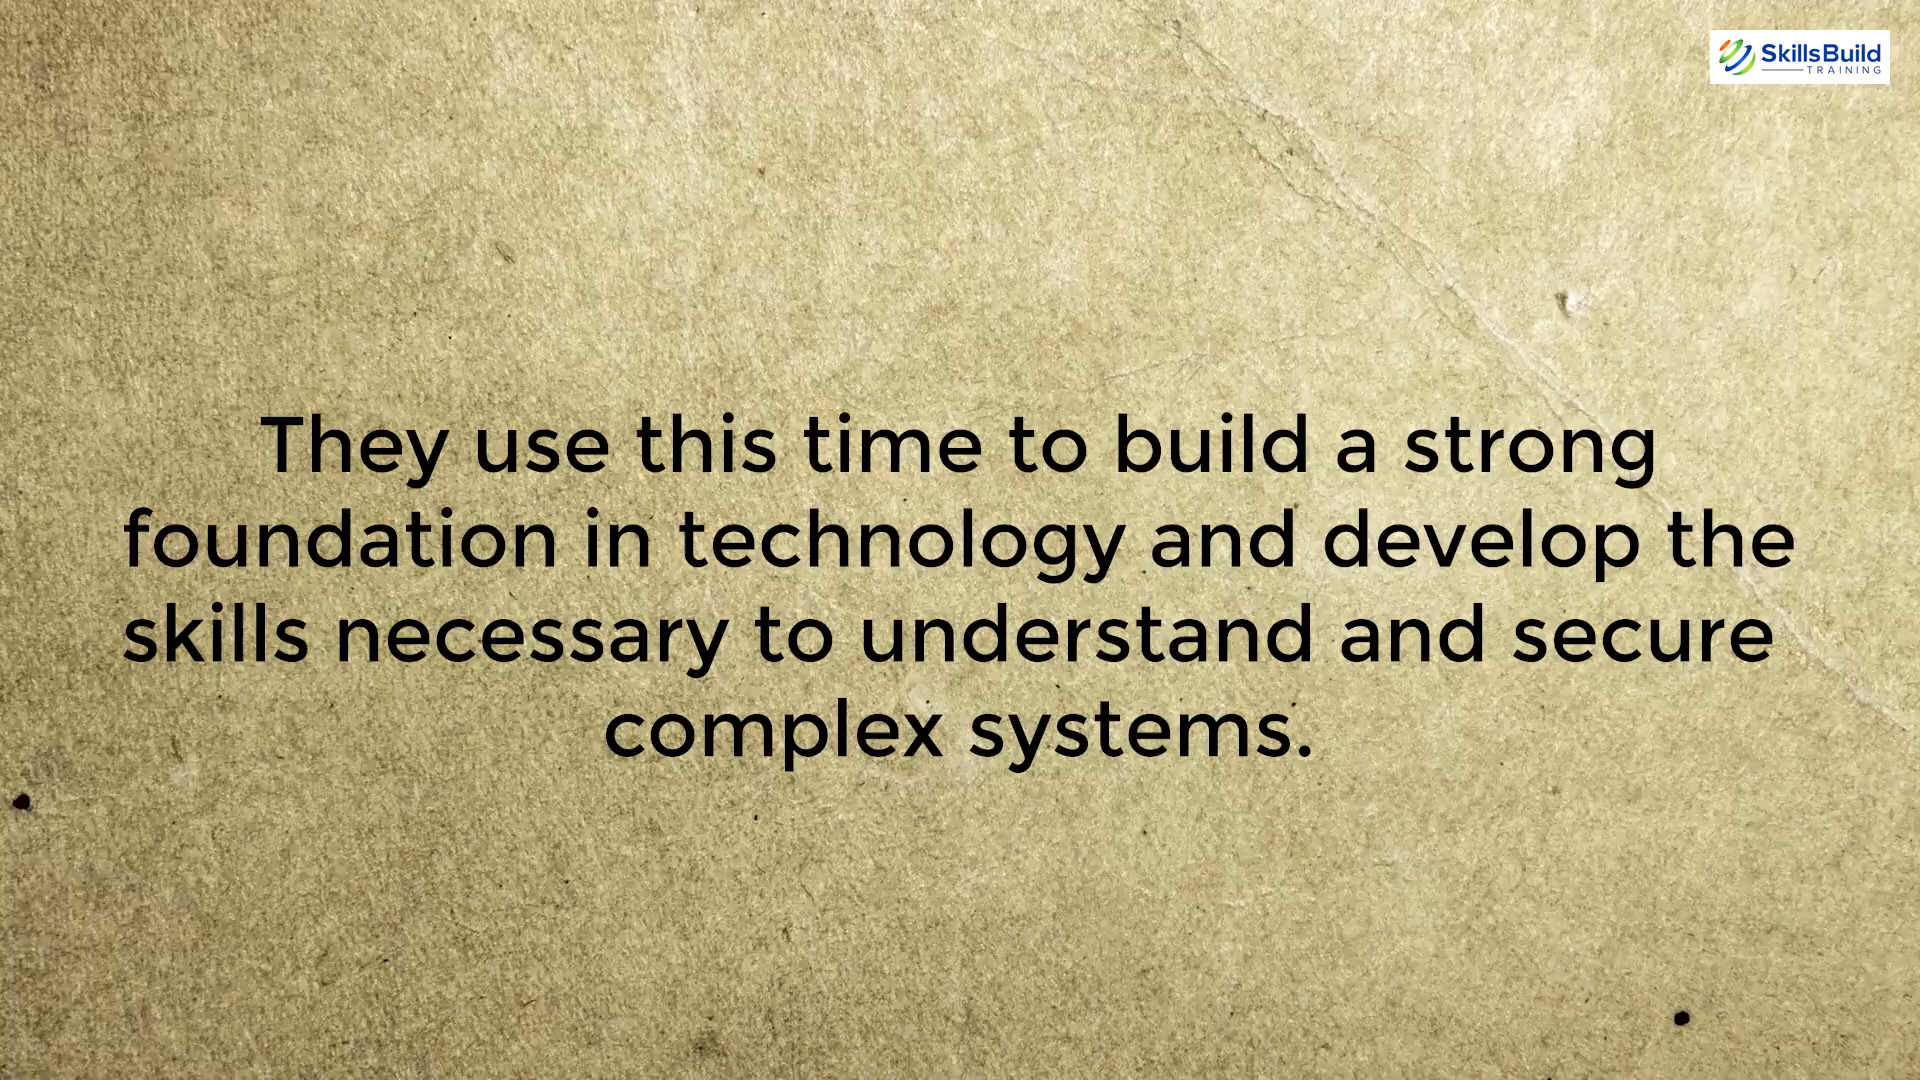 SkillsBuild
TRAINING
They use this time to build a strong
foundation in technology and develop the
skills necessary to understand and secure
complex systems.